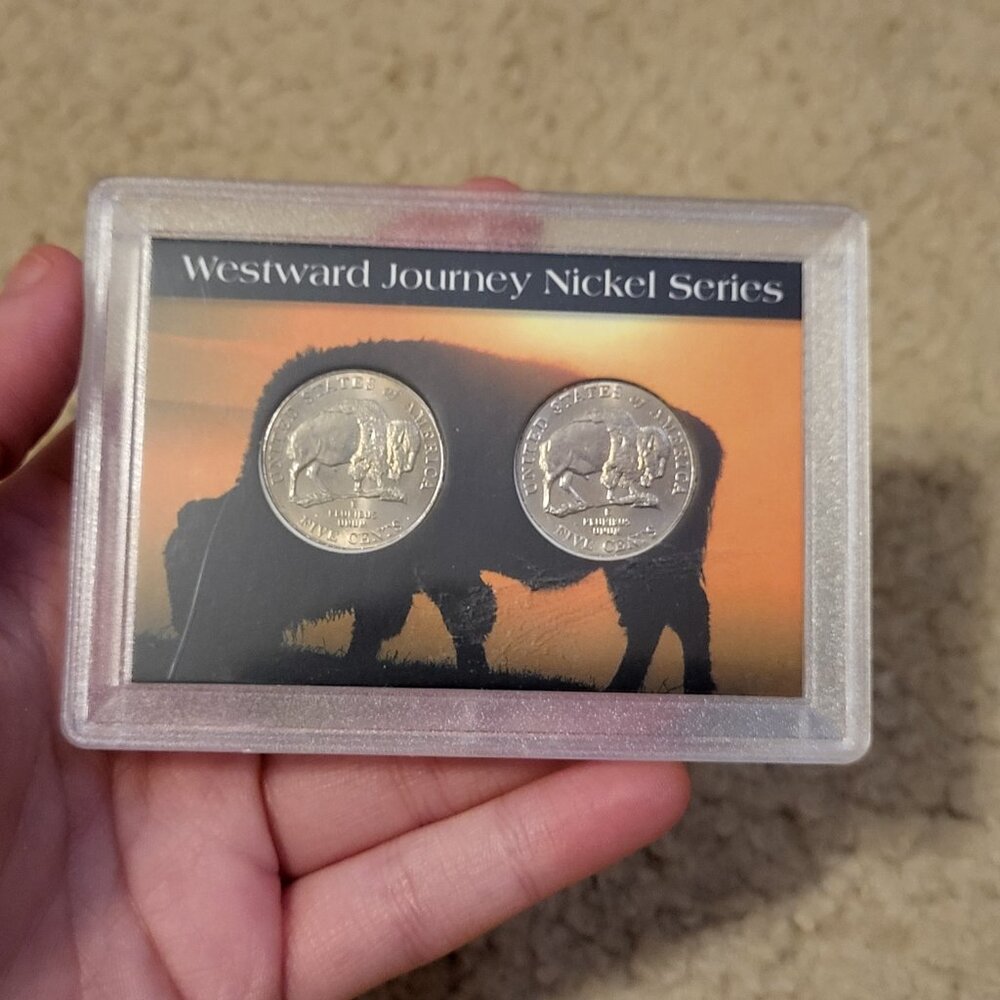 Westward Journey Nickel Series
UNITED STATES OF AMERICA
E
PLURIBUS
UNUM
FIVE CENTS
UNITED STATES OF AMERICA
E
PLURIBUS
UNUM
FIVE CENTS